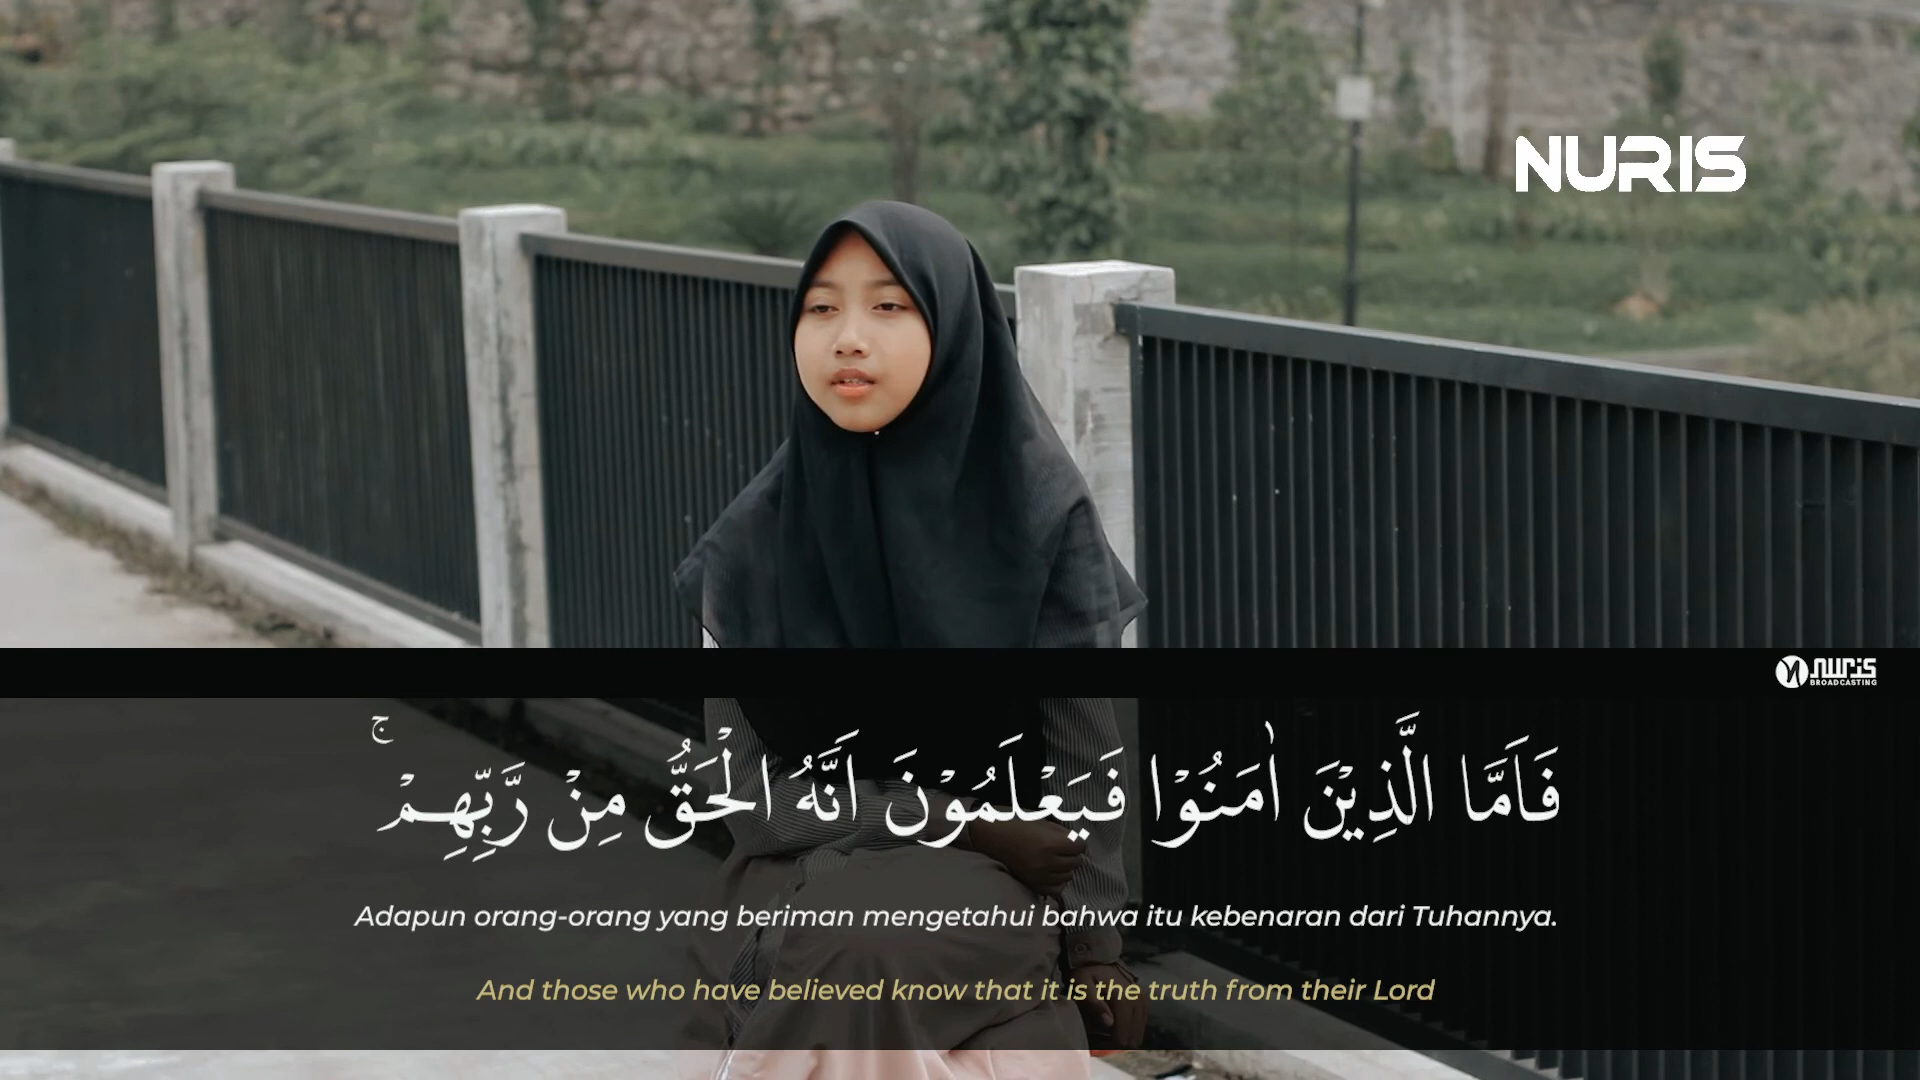 NURIS
nuris
BROADCASTING
فَاَمَّا الَّذِيْنَ اٰمَنُوْا فَيَعْلَمُوْنَ اَنَّهُ الْحَقُّ مِنْ رَّبِّهِمْ ۚ
Adapun orang-orang yang beriman mengetahui bahwa itu kebenaran dari Tuhannya.
And those who have believed know that it is the truth from their Lord